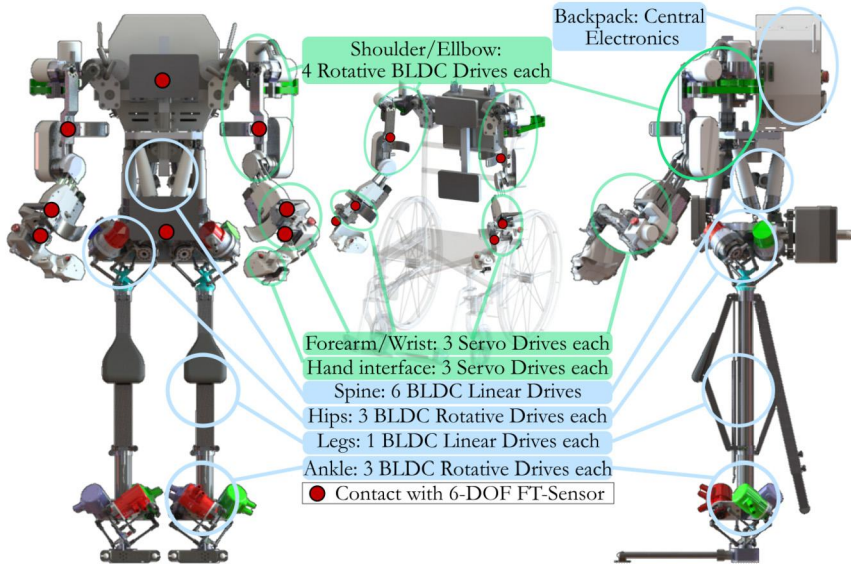 Backpack: Central
Electronics
Shoulder/Ellbow:
4 Rotative BLDC Drives each
Forearm/Wrist: 3 Servo Drives each
Hand interface: 3 Servo Drives each
Spine: 6 BLDC Linear Drives
Hips: 3 BLDC Rotative Drives each
Legs: 1 BLDC Linear Drives each
Ankle: 3 BLDC Rotative Drives each
Contact with 6-DOF FT-Sensor